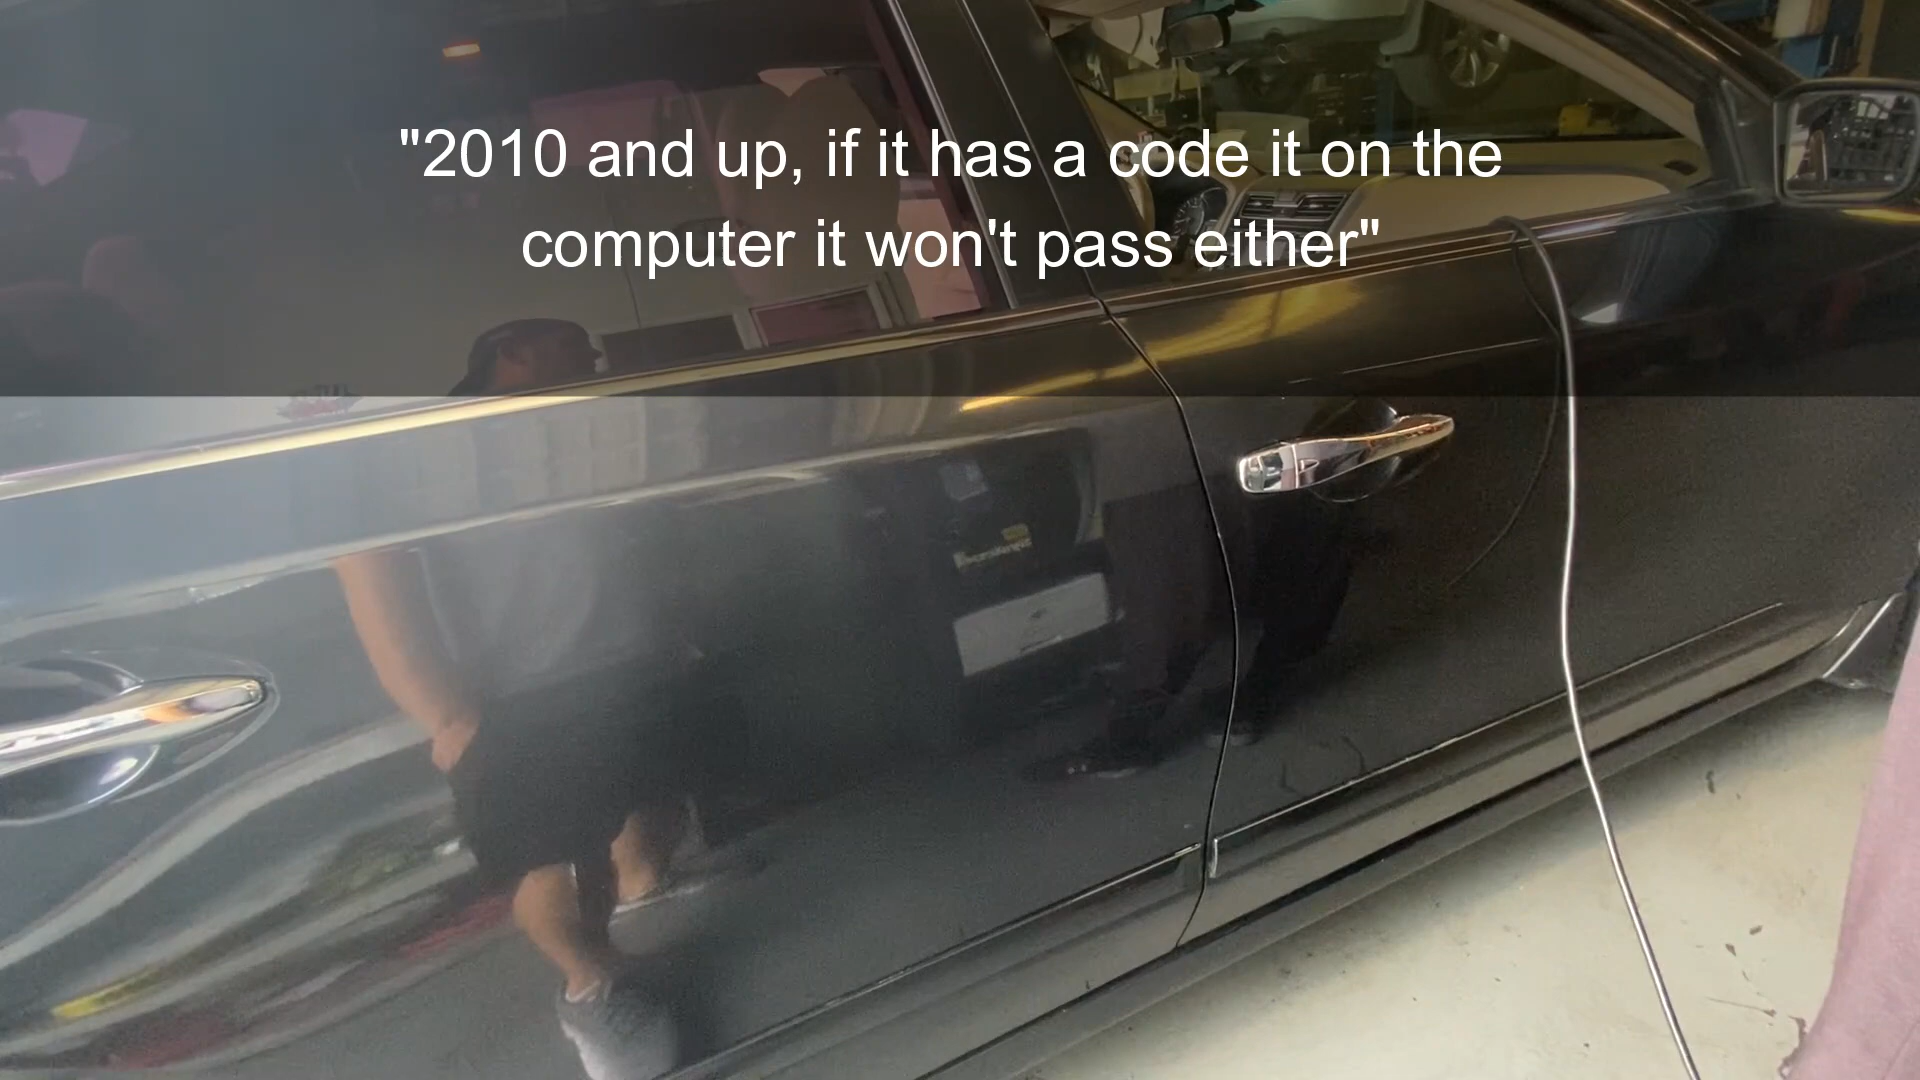 "2010 and up, if it has a code it on the
computer it won't pass either"